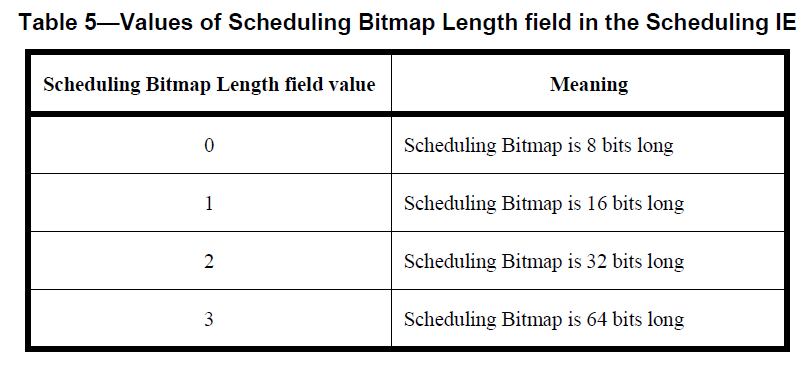 Table 5—Values of Scheduling Bitmap Length field in the Scheduling IE
Scheduling Bitmap Length field value Meaning
0 Scheduling Bitmap is 8 bits long
1 Scheduling Bitmap is 16 bits long
2 Scheduling Bitmap is 32 bits long
3 Scheduling Bitmap is 64 bits long